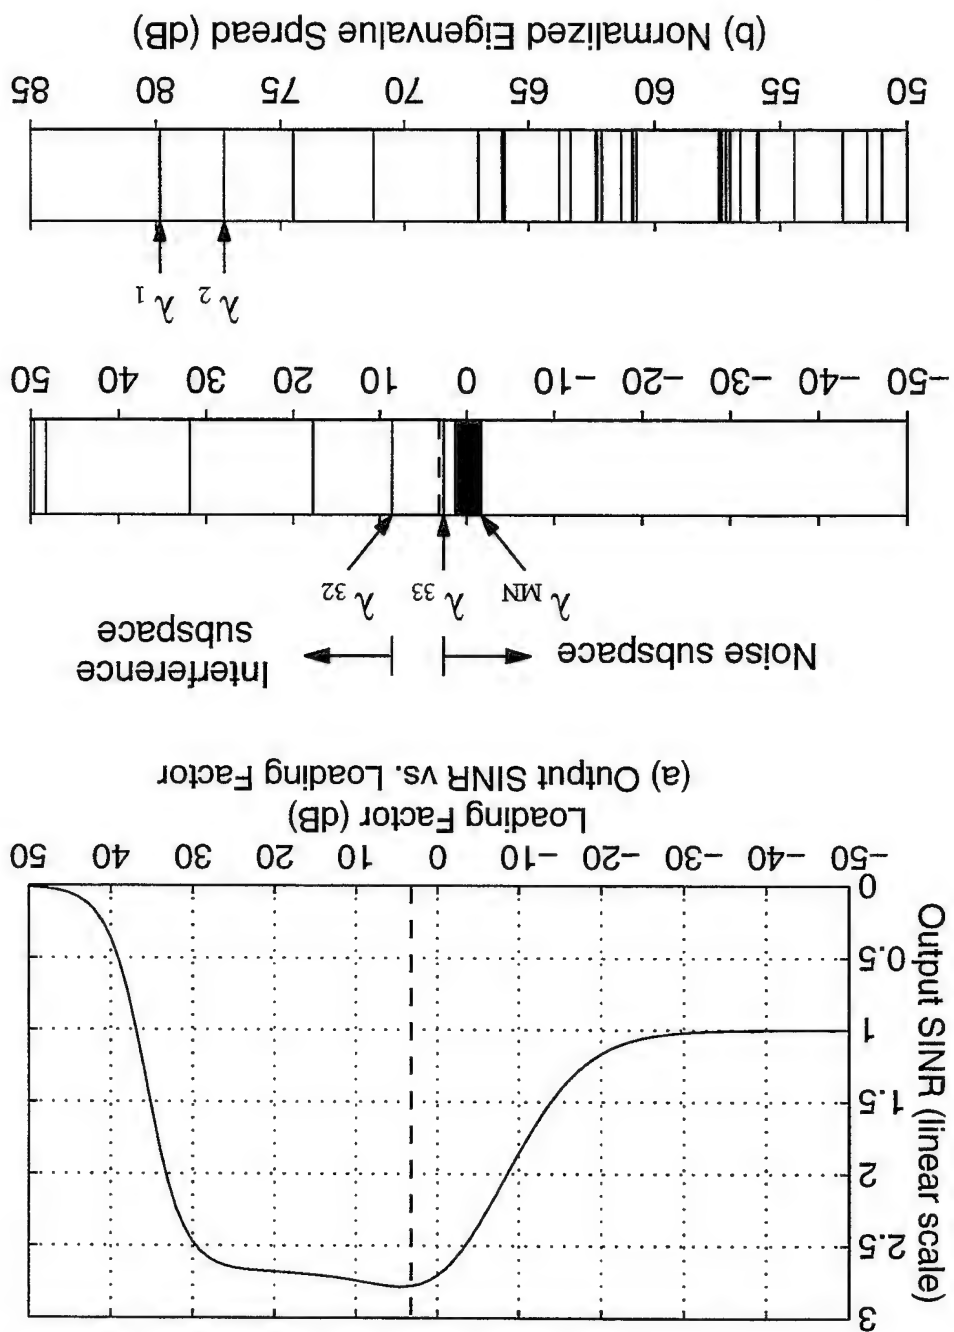 Output SINR (linear scale)
3
2.5
2
1.5
1
0.5
0
−50 −40 −30 −20 −10 0 10 20 30 40 50
Loading Factor (dB)
(a) Output SINR vs. Loading Factor
Noise subspace
Interference
subspace
λMN λ33 λ32
−50 −40 −30 −20 −10 0 10 20 30 40 50
λ2 λ1
50 55 60 65 70 75 80 85
(b) Normalized Eigenvalue Spread (dB)